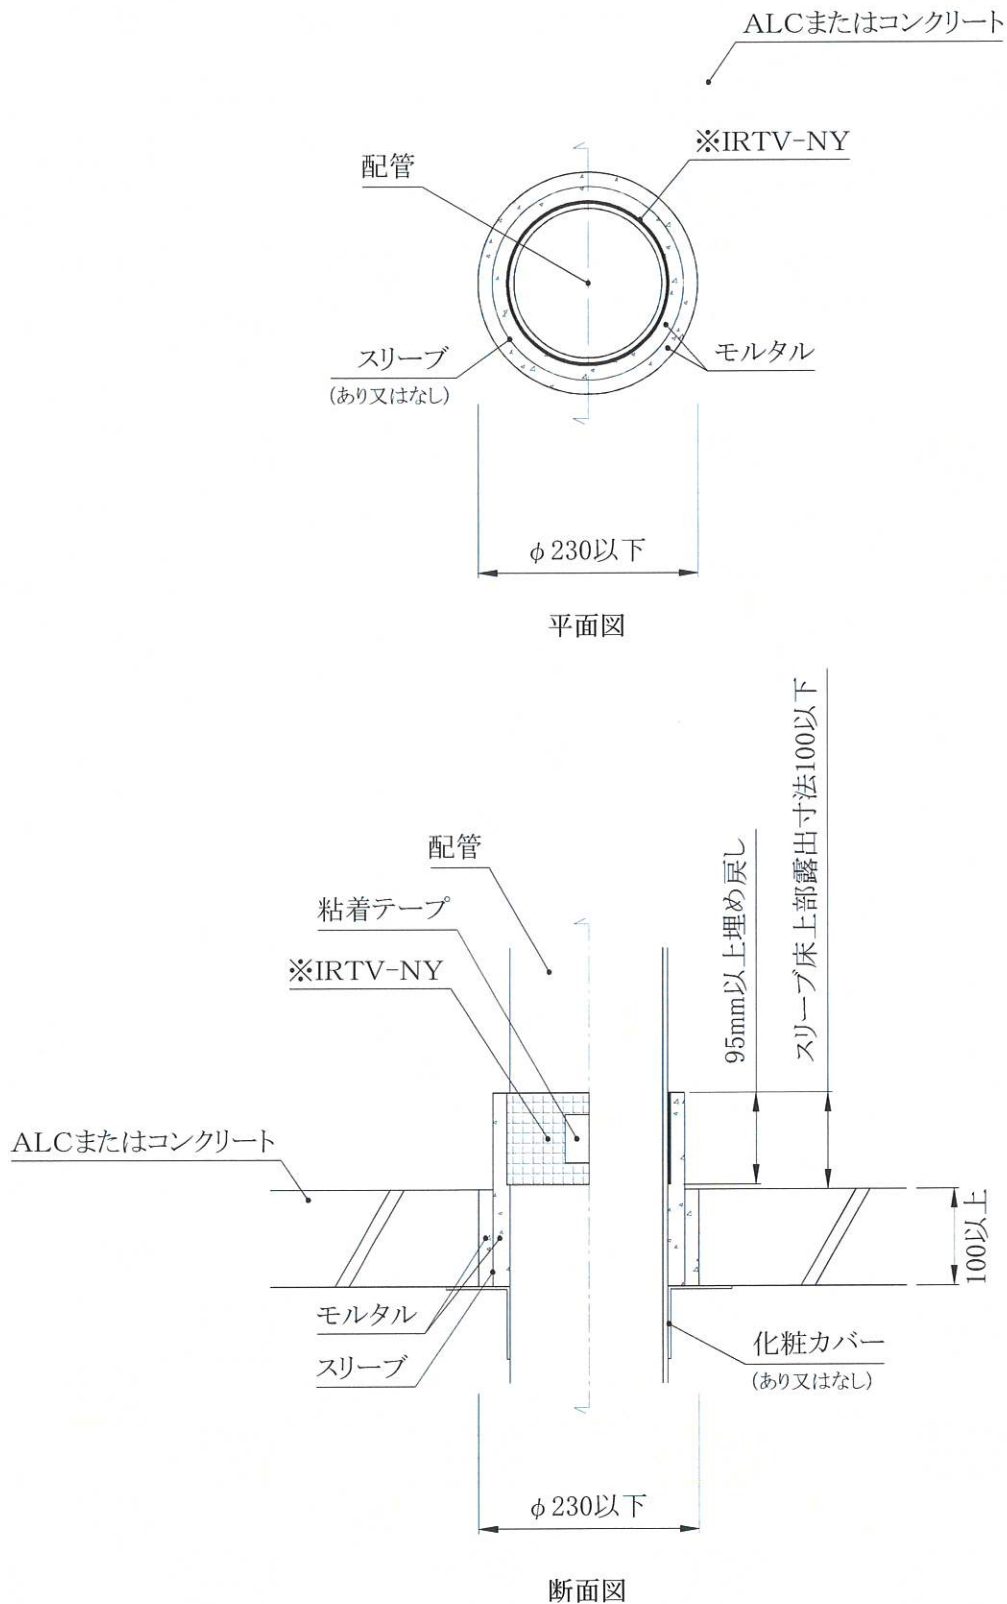 ALCまたはコンクリート
※IRTV-NY
配管
スリーブ
(あり又はなし)
モルタル
φ230以下
平面図
スリーブ床上部露出寸法100以下
95mm以上埋め戻し
配管
粘着テープ
※IRTV-NY
ALCまたはコンクリート
100以上
モルタル
スリーブ
化粧カバー
(あり又はなし)
φ230以下
断面図